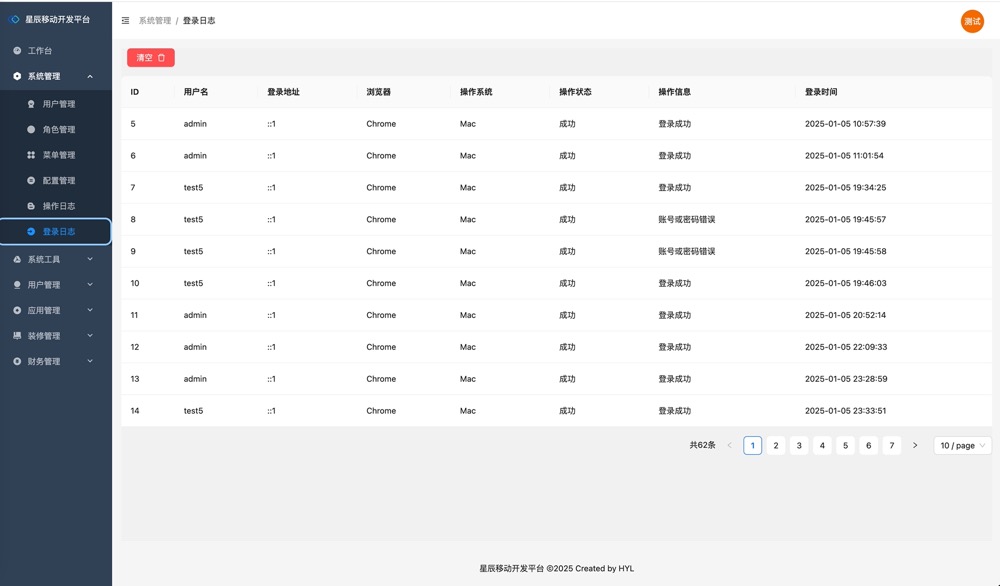 星辰移动开发平台
系统管理 / 登录日志
测试
工作台
系统管理
用户管理
角色管理
菜单管理
配置管理
操作日志
登录日志
系统工具
用户管理
应用管理
装修管理
财务管理
清空
ID 用户名 登录地址 浏览器 操作系统 操作状态 操作信息 登录时间
5 admin ::1 Chrome Mac 成功 登录成功 2025-01-05 10:57:39
6 admin ::1 Chrome Mac 成功 登录成功 2025-01-05 11:01:54
7 test5 ::1 Chrome Mac 成功 登录成功 2025-01-05 19:34:25
8 test5 ::1 Chrome Mac 成功 账号或密码错误 2025-01-05 19:45:57
9 test5 ::1 Chrome Mac 成功 账号或密码错误 2025-01-05 19:45:58
10 test5 ::1 Chrome Mac 成功 登录成功 2025-01-05 19:46:03
11 admin ::1 Chrome Mac 成功 登录成功 2025-01-05 20:52:14
12 admin ::1 Chrome Mac 成功 登录成功 2025-01-05 22:09:33
13 admin ::1 Chrome Mac 成功 登录成功 2025-01-05 23:28:59
14 test5 ::1 Chrome Mac 成功 登录成功 2025-01-05 23:33:51
共62条 1 2 3 4 5 6 7 10 / page
星辰移动开发平台 ©2025 Created by HYL